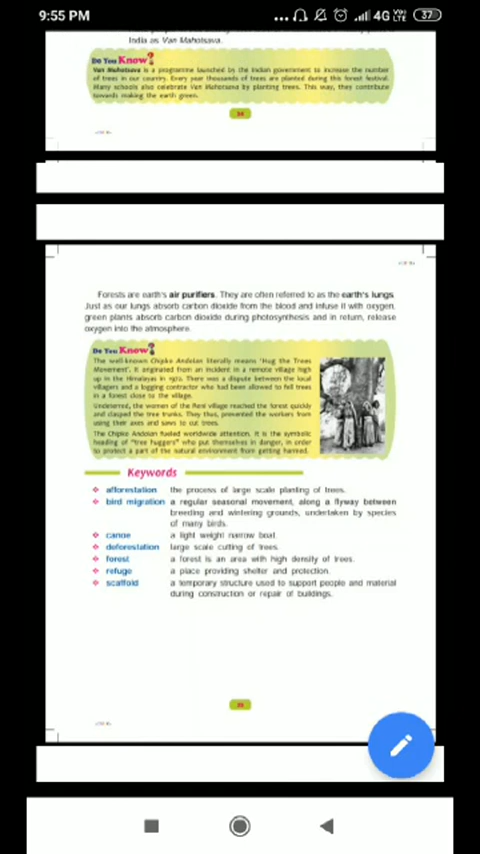 9:55 PM ... 4G VoLTE 37
India as Van Mahotsava.
Do You Know?
Van Mahotsava is a programme launched by the Indian government to increase the number
of trees in our country. Every year thousands of trees are planted during this forest festival.
Many schools also celebrate Van Mahotsava by planting trees. This way, they contribute
towards making the earth green.
Forests are earth's air purifiers. They are often referred to as the earth's lungs.
Just as our lungs absorb carbon dioxide from the blood and infuse it with oxygen,
green plants absorb carbon dioxide during photosynthesis and in return, release
oxygen into the atmosphere.
Do You Know?
The well-known Chipko Andolan literally means 'Hug the Trees
Movement'. It originated from an incident in a remote village high
up in the Himalayas in 1972. There was a dispute between the local
villagers and a logging contractor who had been allowed to fell trees
in a forest close to the village.
Undeterred, the women of the Reni village reached the forest quickly
and clasped the tree trunks. They thus, prevented the workers from
using their axes and saws to cut trees.
The Chipko Andolan fueled worldwide attention. It is the symbolic
heading of "tree huggers" who put themselves in danger, in order
to protect a part of the natural environment from getting harmed.
Keywords
afforestation the process of large scale planting of trees.
bird migration a regular seasonal movement, along a flyway between
breeding and wintering grounds, undertaken by species
of many birds.
canoe a light weight narrow boat.
deforestation large scale cutting of trees.
forest a forest is an area with high density of trees.
refuge a place providing shelter and protection.
scaffold a temporary structure used to support people and material
during construction or repair of buildings.